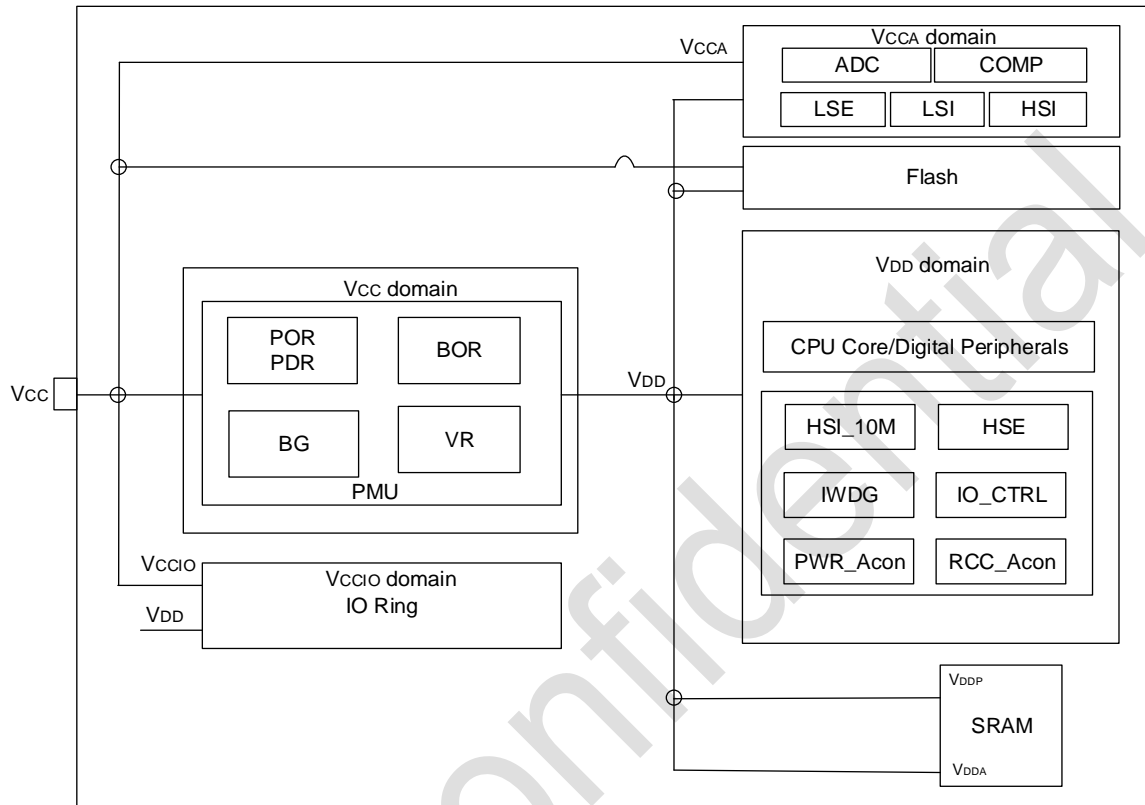 VCCA
VCCA domain
ADC
COMP
LSE
LSI
HSI
Flash
VCC domain
POR
PDR
BOR
BG
VR
PMU
VCC
VDD
VDD domain
CPU Core/Digital Peripherals
HSI_10M
HSE
IWDG
IO_CTRL
PWR_Acon
RCC_Acon
VCCIO
VCCIO domain
IO Ring
VDD
VDDP
SRAM
VDDA
onfidential